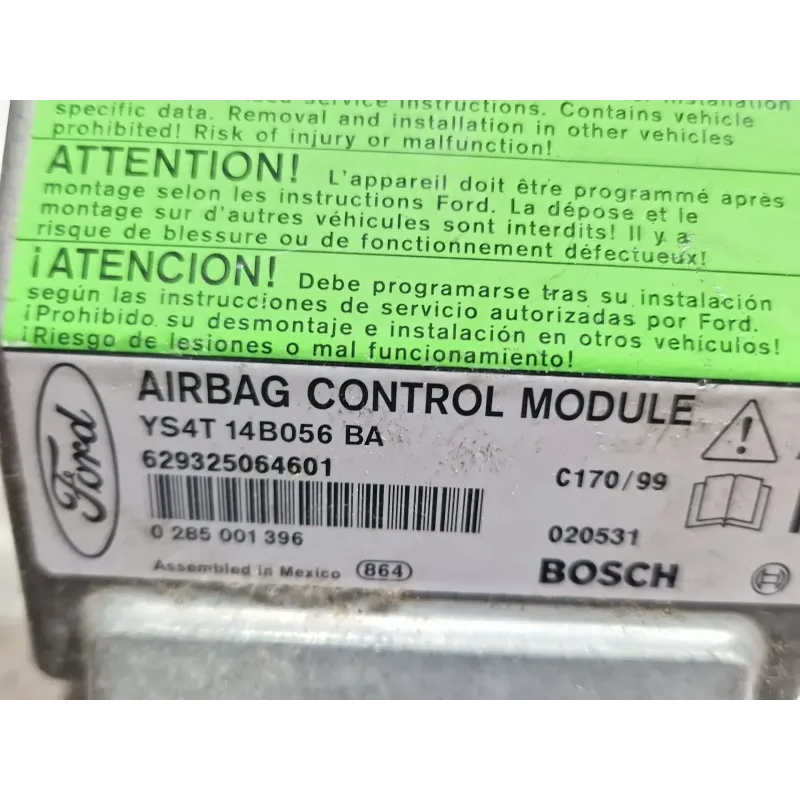 service instructions. Contains vehicle
specific data. Removal and installation in other vehicles
prohibited! Risk of injury or malfunction!
ATTENTION! L'appareil doit être programmé après
montage selon les instructions Ford. La dépose et le
montage sur d'autres véhicules sont interdits! Il y a
risque de blessure ou de fonctionnement défectueux!
¡ATENCION! Debe programarse tras su instalación
según las instrucciones de servicio autorizadas por Ford.
¡Prohibido su desmontaje e instalación en otros vehículos!
¡Riesgo de lesiones o mal funcionamiento!
Ford
AIRBAG CONTROL MODULE
YS4T 14B056 BA
629325064601
C170/99
0 285 001 396
020531
Assembled in Mexico 864
BOSCH